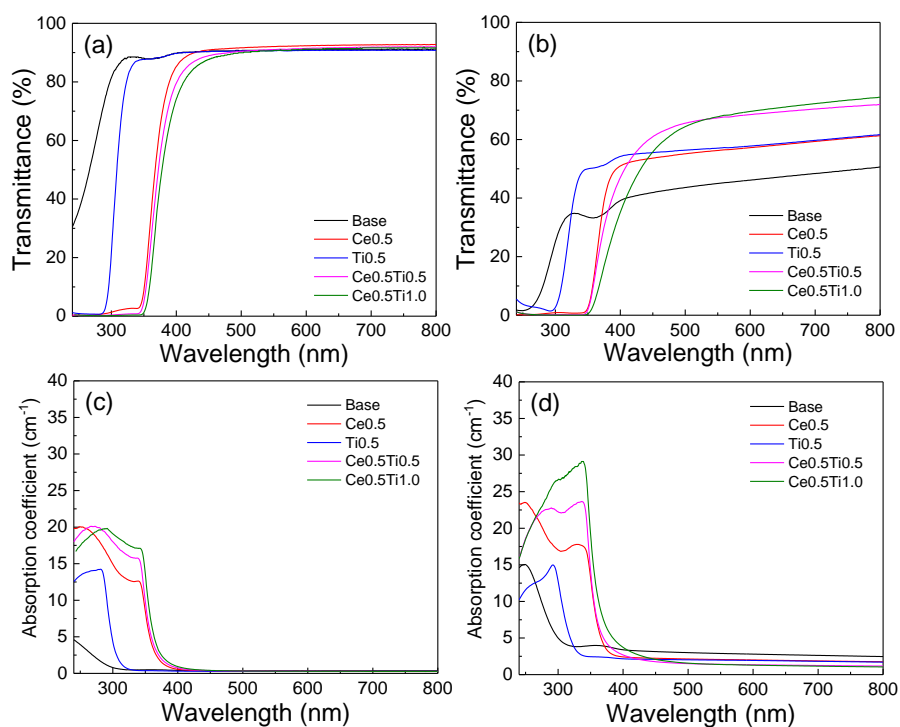 (a)
Transmittance (%)
100
80
60
40
20
0
300 400 500 600 700 800
Wavelength (nm)
Base
Ce0.5
Ti0.5
Ce0.5Ti0.5
Ce0.5Ti1.0
(b)
Transmittance (%)
100
80
60
40
20
0
300 400 500 600 700 800
Wavelength (nm)
Base
Ce0.5
Ti0.5
Ce0.5Ti0.5
Ce0.5Ti1.0
(c)
Absorption coefficient (cm⁻¹)
40
35
30
25
20
15
10
5
0
300 400 500 600 700 800
Wavelength (nm)
Base
Ce0.5
Ti0.5
Ce0.5Ti0.5
Ce0.5Ti1.0
(d)
Absorption coefficient (cm⁻¹)
40
35
30
25
20
15
10
5
0
300 400 500 600 700 800
Wavelength (nm)
Base
Ce0.5
Ti0.5
Ce0.5Ti0.5
Ce0.5Ti1.0